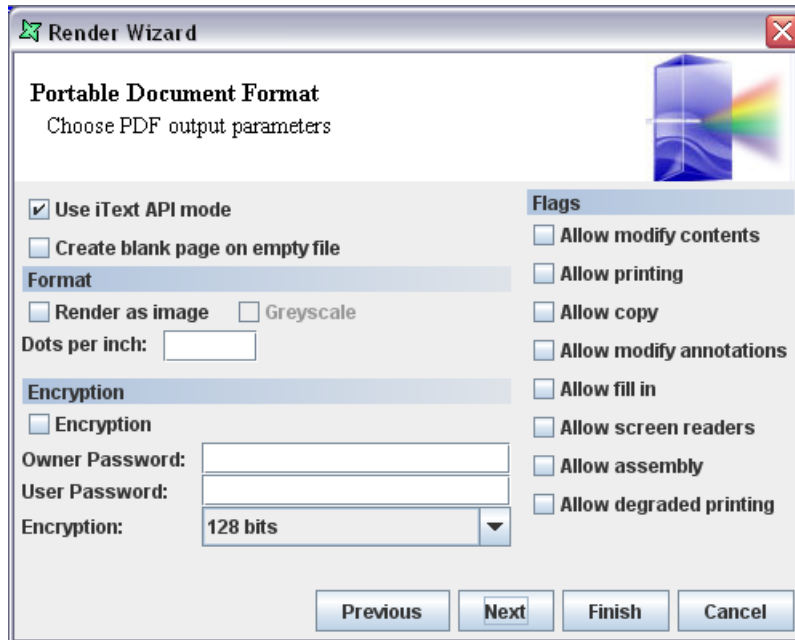 Render Wizard
Portable Document Format
Choose PDF output parameters
Use iText API mode
Create blank page on empty file
Format
Render as image Greyscale
Dots per inch:
Encryption
Encryption
Owner Password:
User Password:
Encryption: 128 bits
Flags
Allow modify contents
Allow printing
Allow copy
Allow modify annotations
Allow fill in
Allow screen readers
Allow assembly
Allow degraded printing
Previous Next Finish Cancel